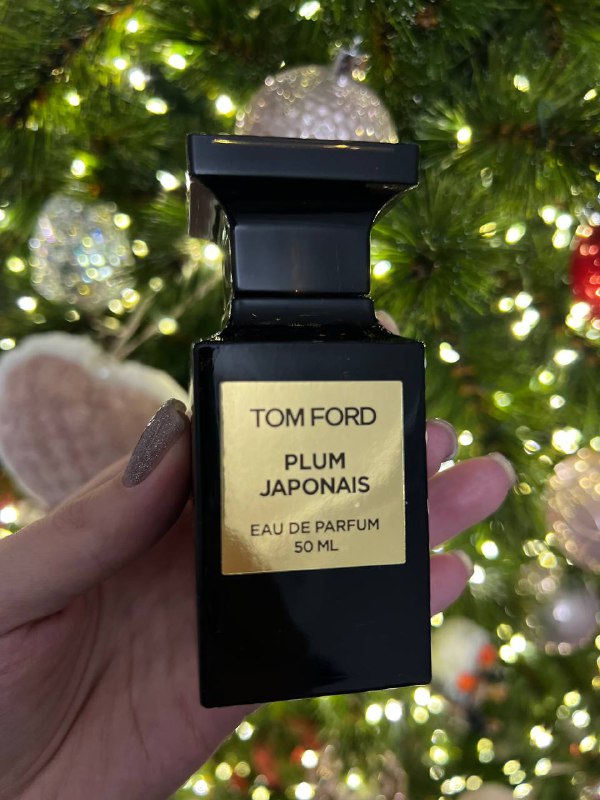 TOM FORD
PLUM
JAPONAIS
EAU DE PARFUM
50 ML